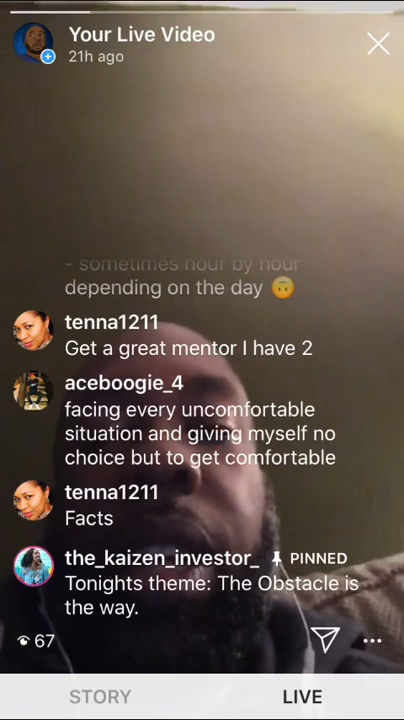 Your Live Video
21h ago
- sometimes hour by hour
depending on the day 🙃
tenna1211
Get a great mentor I have 2
aceboogie_4
facing every uncomfortable
situation and giving myself no
choice but to get comfortable
tenna1211
Facts
the_kaizen_investor_ PINNED
Tonights theme: The Obstacle is
the way.
67
STORY LIVE